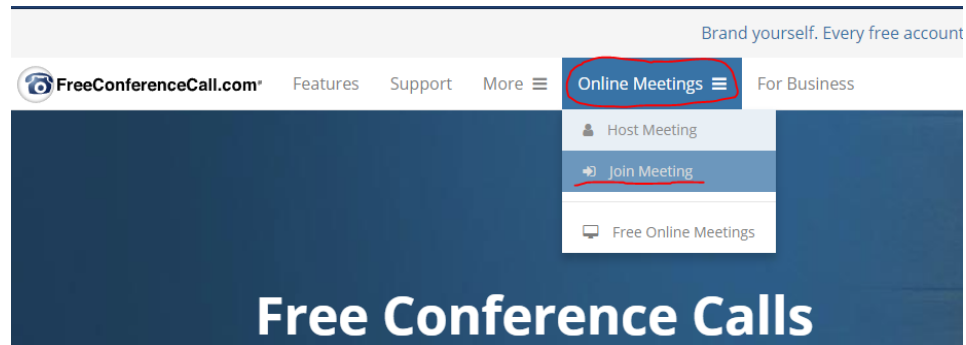 Brand yourself. Every free account
FreeConferenceCall.com® Features Support More Online Meetings For Business
Host Meeting
Join Meeting
Free Online Meetings
Free Conference Calls